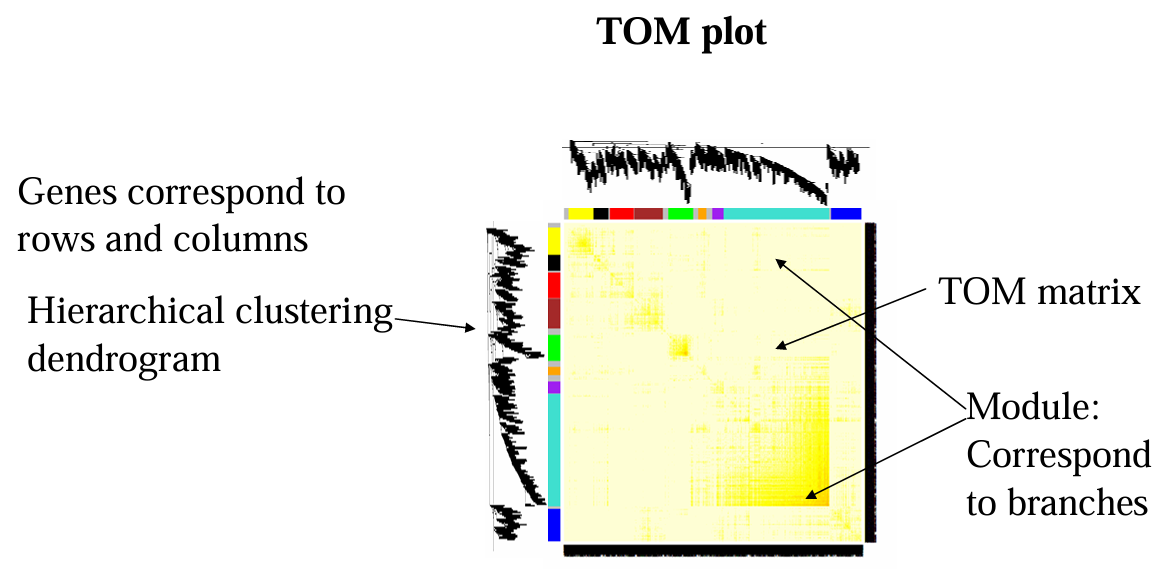 TOM plot
Genes correspond to
rows and columns
Hierarchical clustering
dendrogram
TOM matrix
Module:
Correspond
to branches